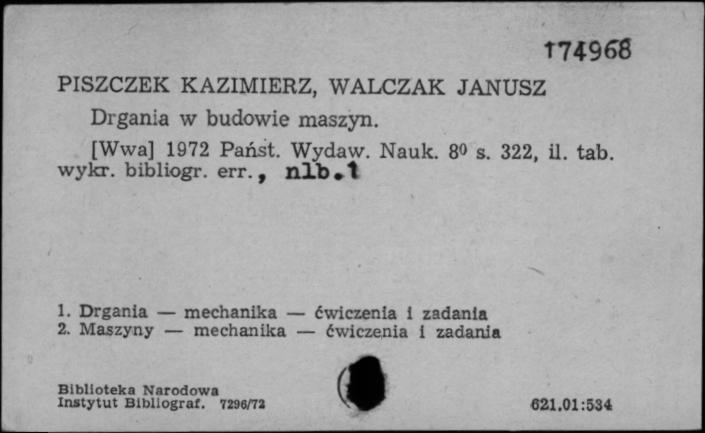 174968
PISZCZEK KAZIMIERZ, WALCZAK JANUSZ
Drgania w budowie maszyn.
[Wwa] 1972 Państ. Wydaw. Nauk. 8⁰ s. 322, il. tab.
wykr. bibliogr. err., nlb.1
1. Drgania — mechanika — ćwiczenia i zadania
2. Maszyny — mechanika — ćwiczenia i zadania
Biblioteka Narodowa
Instytut Bibliograf. 7296/72
621.01:534